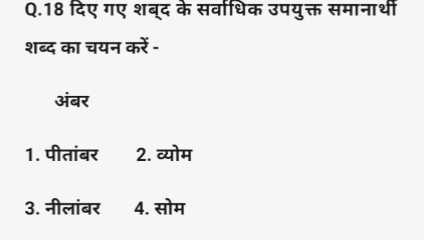 Q.18 दिए गए शब्द के सर्वाधिक उपयुक्त समानार्थी
शब्द का चयन करें -
अंबर
1. पीतांबर 2. व्योम
3. नीलांबर 4. सोम